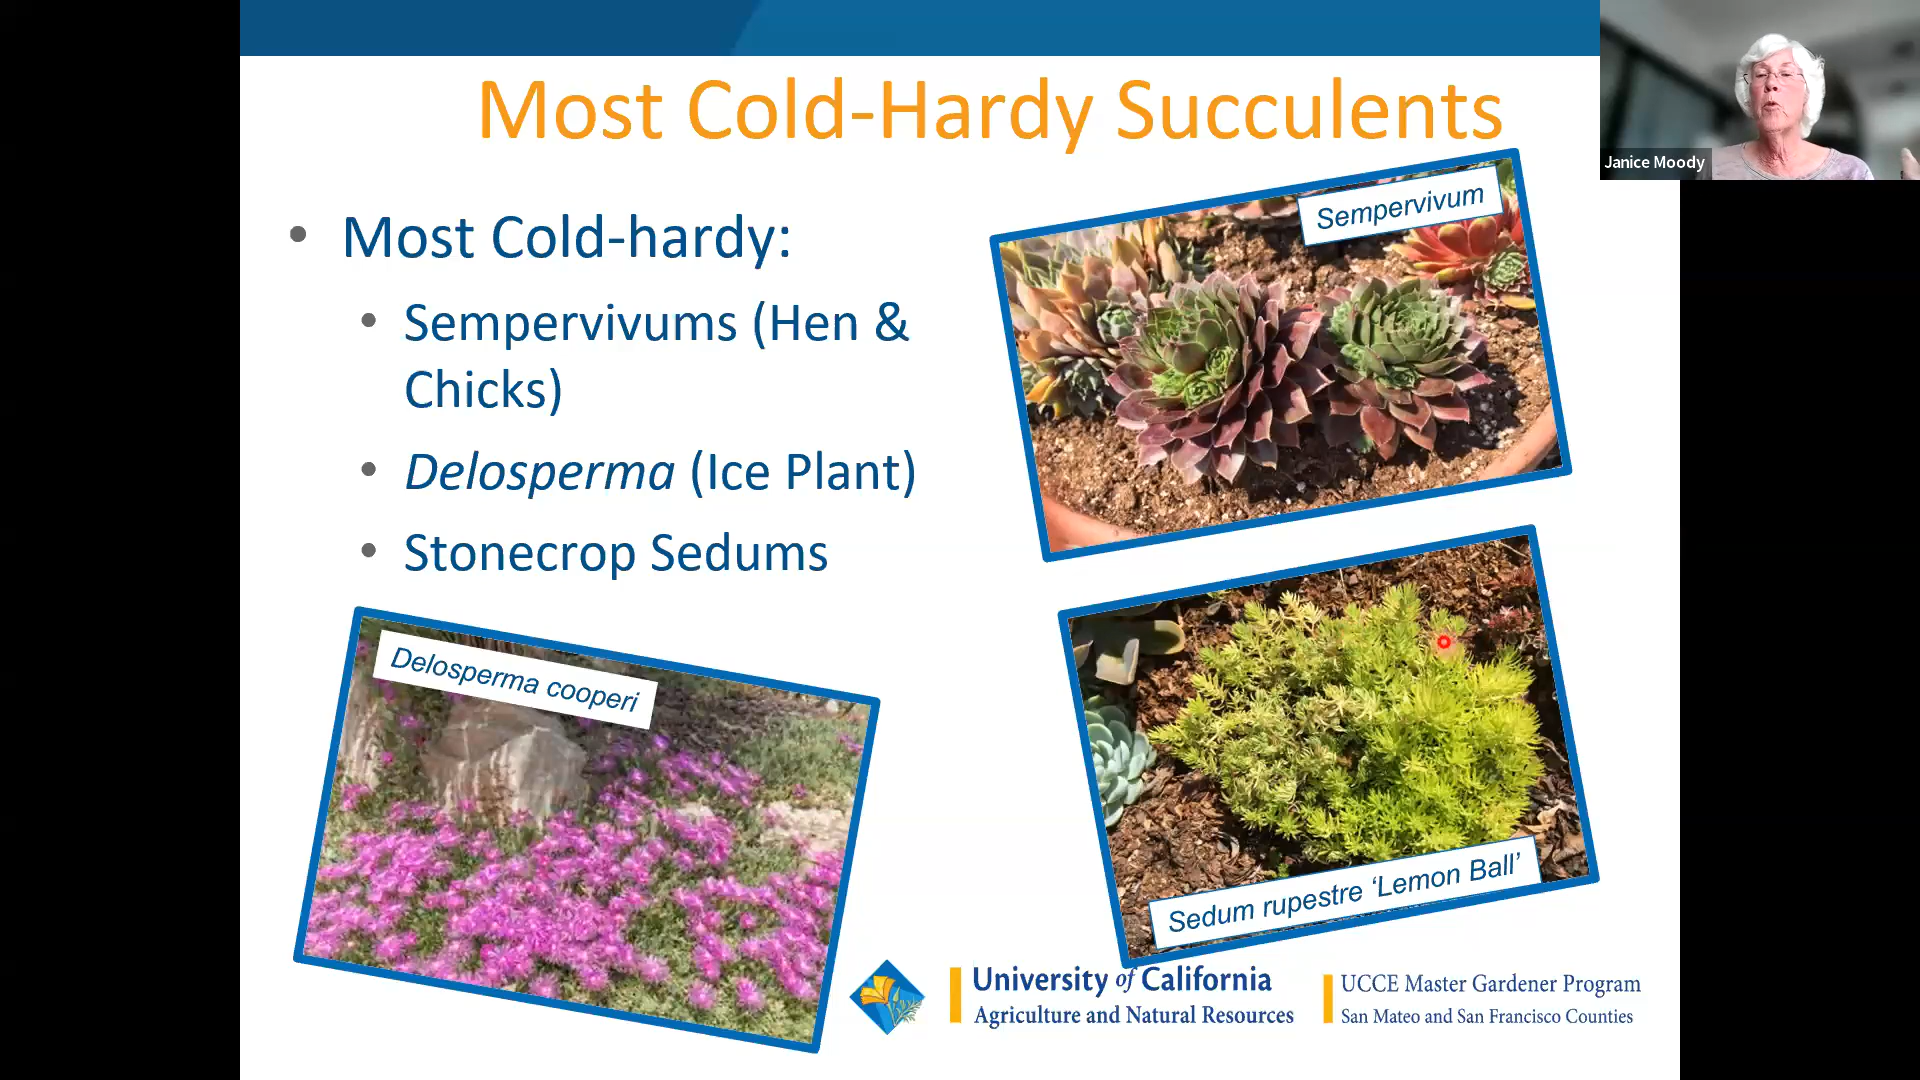 Most Cold-Hardy Succulents
Janice Moody
• Most Cold-hardy:
• Sempervivums (Hen &
Chicks)
• Delosperma (Ice Plant)
• Stonecrop Sedums
Sempervivum
Delosperma cooperi
Sedum rupestre ‘Lemon Ball’
University of California
Agriculture and Natural Resources
UCCE Master Gardener Program
San Mateo and San Francisco Counties